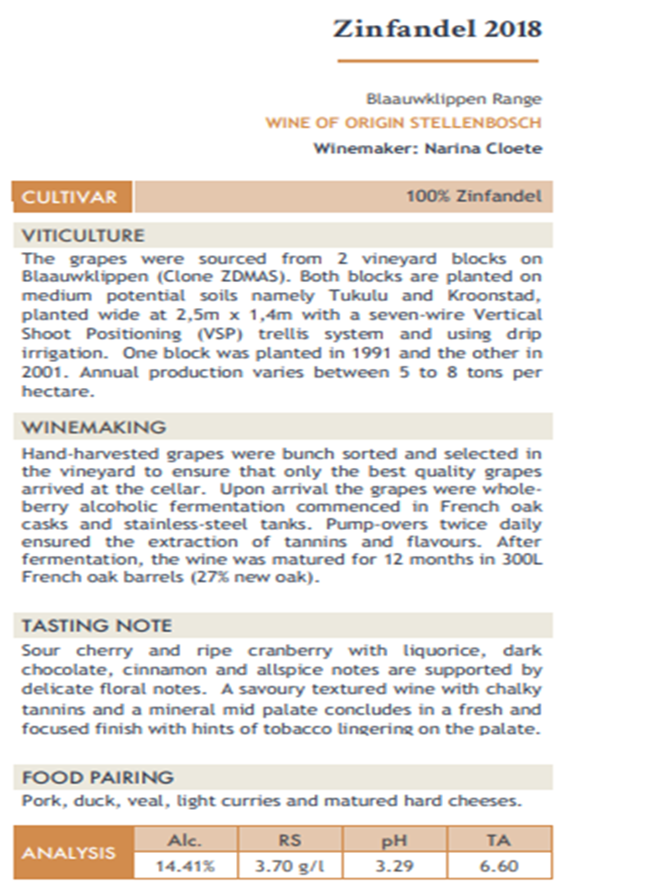 Zinfandel 2018
Blaauwklippen Range
WINE OF ORIGIN STELLENBOSCH
Winemaker: Narina Cloete
CULTIVAR 100% Zinfandel
VITICULTURE
The grapes were sourced from 2 vineyard blocks on
Blaauwklippen (Clone ZDMAS). Both blocks are planted on
medium potential soils namely Tukulu and Kroonstad,
planted wide at 2,5m x 1,4m with a seven-wire Vertical
Shoot Positioning (VSP) trellis system and using drip
irrigation. One block was planted in 1991 and the other in
2001. Annual production varies between 5 to 8 tons per
hectare.
WINEMAKING
Hand-harvested grapes were bunch sorted and selected in
the vineyard to ensure that only the best quality grapes
arrived at the cellar. Upon arrival the grapes were whole-
berry alcoholic fermentation commenced in French oak
casks and stainless-steel tanks. Pump-overs twice daily
ensured the extraction of tannins and flavours. After
fermentation, the wine was matured for 12 months in 300L
French oak barrels (27% new oak).
TASTING NOTE
Sour cherry and ripe cranberry with liquorice, dark
chocolate, cinnamon and allspice notes are supported by
delicate floral notes. A savoury textured wine with chalky
tannins and a mineral mid palate concludes in a fresh and
focused finish with hints of tobacco lingering on the palate.
FOOD PAIRING
Pork, duck, veal, light curries and matured hard cheeses.
ANALYSIS
Alc. RS pH TA
14.41% 3.70 g/l 3.29 6.60